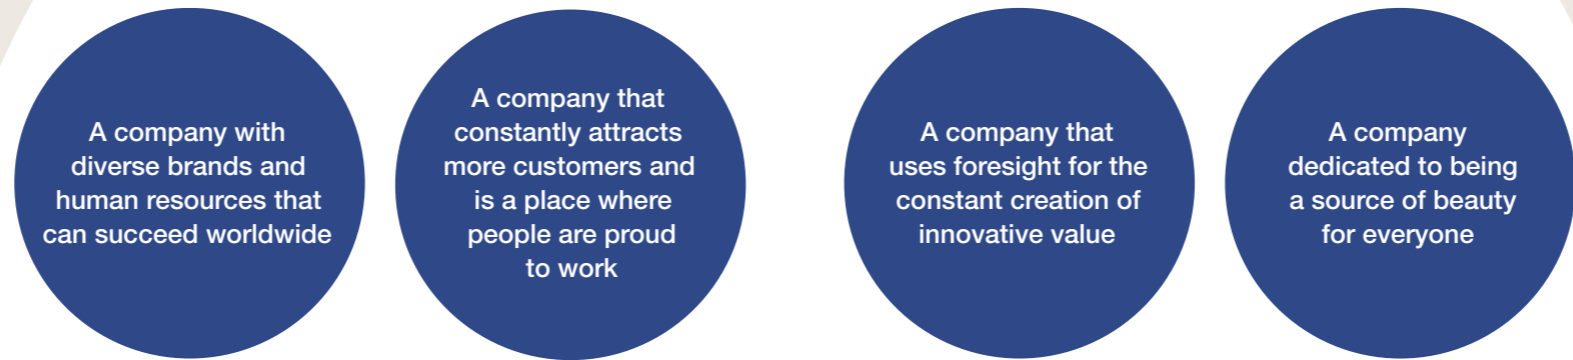 A company with
diverse brands and
human resources that
can succeed worldwide
A company that
constantly attracts
more customers and
is a place where
people are proud
to work
A company that
uses foresight for the
constant creation of
innovative value
A company
dedicated to being
a source of beauty
for everyone